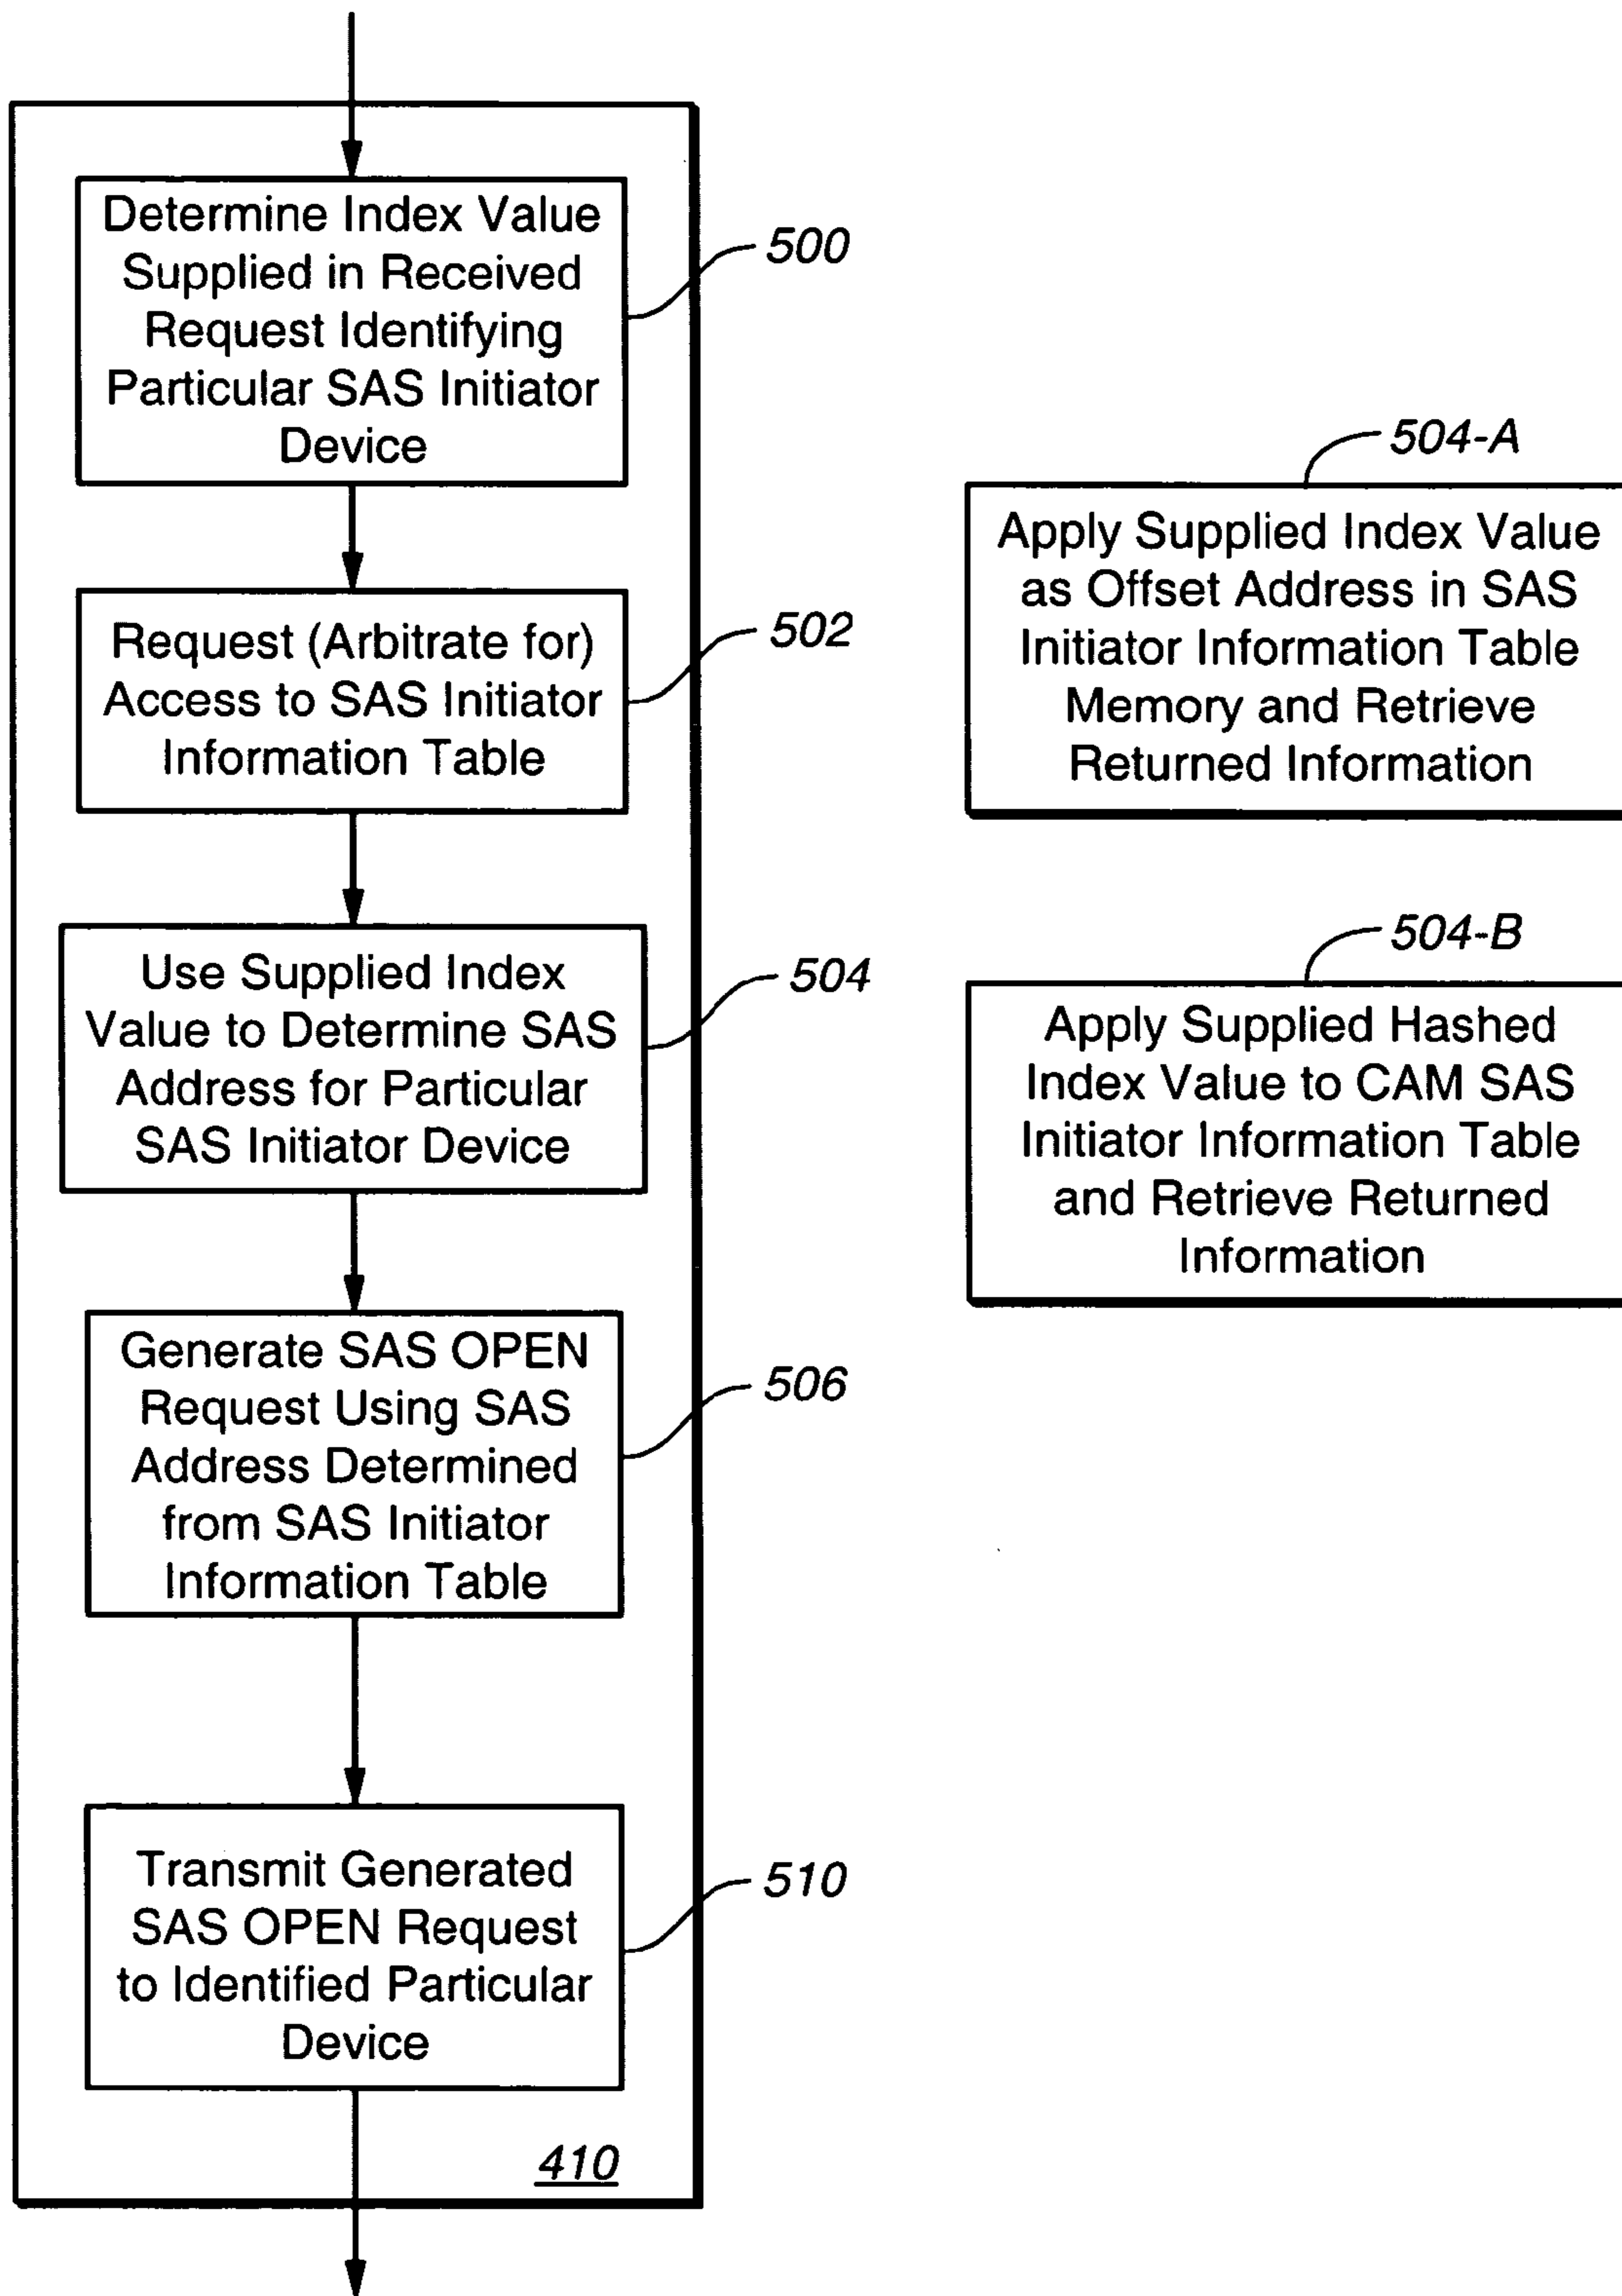 Determine Index Value
Supplied in Received
Request Identifying
Particular SAS Initiator
Device
500
Request (Arbitrate for)
Access to SAS Initiator
Information Table
502
Use Supplied Index
Value to Determine SAS
Address for Particular
SAS Initiator Device
504
Generate SAS OPEN
Request Using SAS
Address Determined
from SAS Initiator
Information Table
506
Transmit Generated
SAS OPEN Request
to Identified Particular
Device
510
410
504-A
Apply Supplied Index Value
as Offset Address in SAS
Initiator Information Table
Memory and Retrieve
Returned Information
504-B
Apply Supplied Hashed
Index Value to CAM SAS
Initiator Information Table
and Retrieve Returned
Information